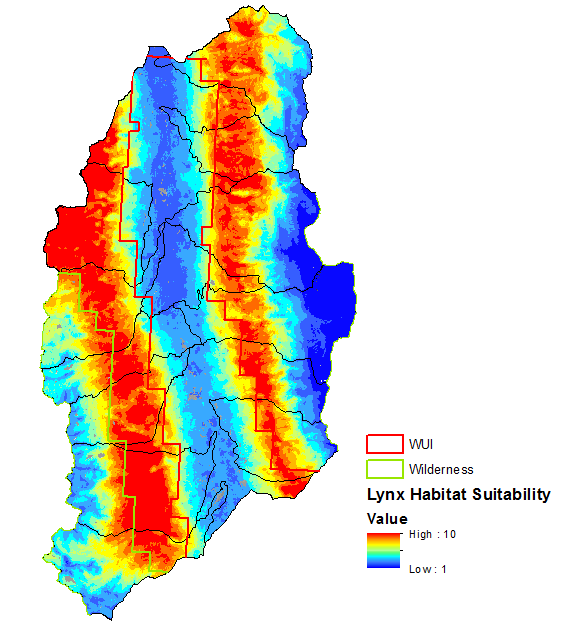 WUI
Wilderness
Lynx Habitat Suitability
Value
High : 10
Low : 1